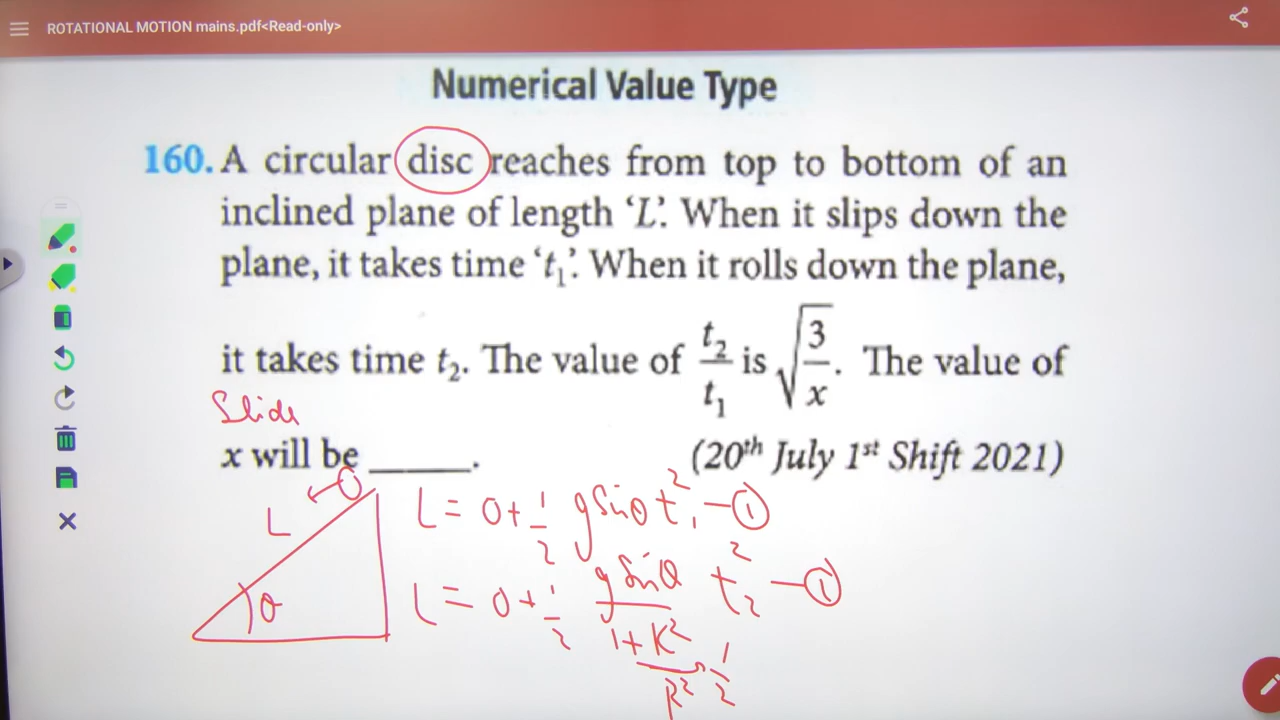 ROTATIONAL MOTION mains.pdf<Read-only>
Numerical Value Type
160. A circular disc reaches from top to bottom of an
inclined plane of length ‘L’. When it slips down the
plane, it takes time ‘t₁’. When it rolls down the plane,
it takes time t₂. The value of t₂/t₁ is √(3/x). The value of
Slide
x will be ______. (20th July 1st Shift 2021)
L
θ
L = 0 + 1/2 g sinθ t₁² — ①
L = 0 + 1/2 g sinθ / (1 + K²/R²) t₂² — ①
1/2